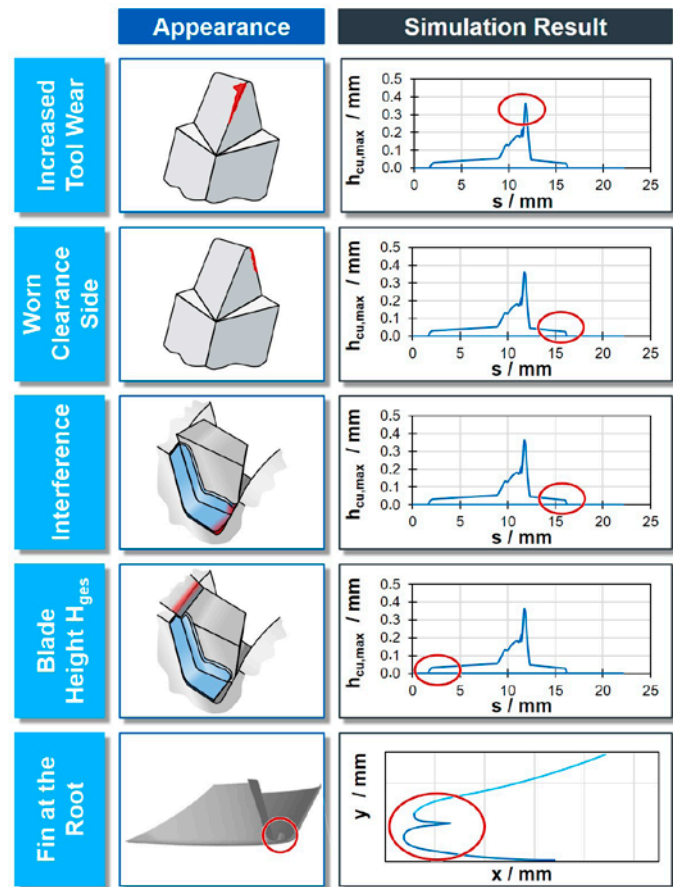 Appearance
Simulation Result
Increased
Tool Wear
h_cu,max / mm
0.5
0.4
0.3
0.2
0.1
0.0
0 5 10 15 20 25
s / mm
Worn
Clearance
Side
h_cu,max / mm
0.5
0.4
0.3
0.2
0.1
0.0
0 5 10 15 20 25
s / mm
Interference
h_cu,max / mm
0.5
0.4
0.3
0.2
0.1
0.0
0 5 10 15 20 25
s / mm
Blade
Height H_ges
h_cu,max / mm
0.5
0.4
0.3
0.2
0.1
0.0
0 5 10 15 20 25
s / mm
Fin at the
Root
y / mm
x / mm